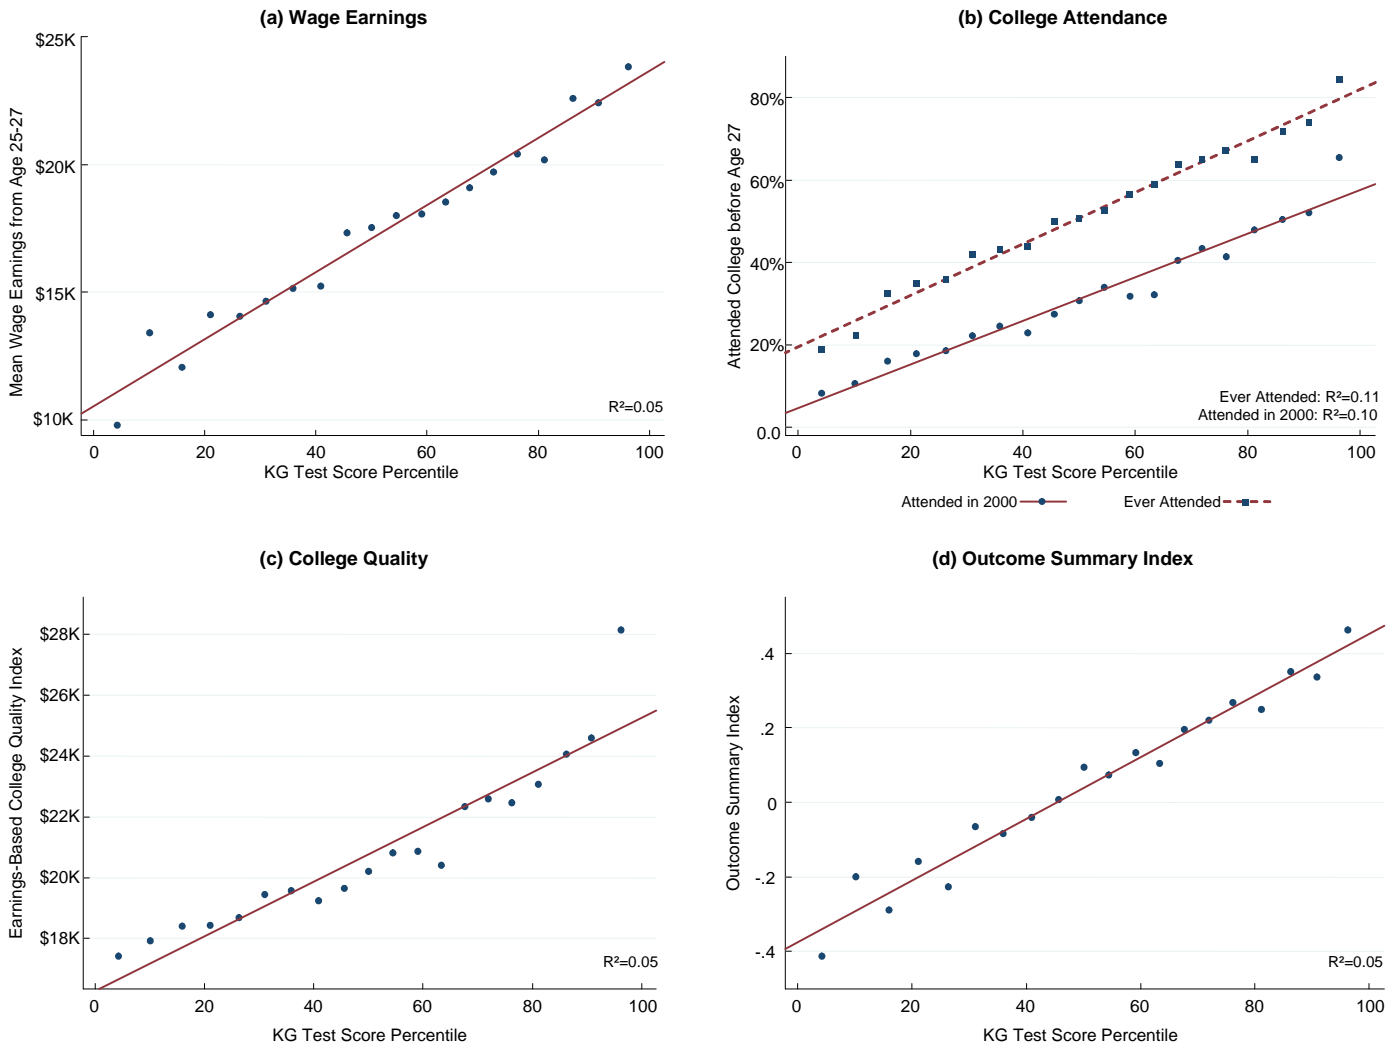 (a) Wage Earnings
Mean Wage Earnings from Age 25-27
$25K
$20K
$15K
$10K
R²=0.05
0 20 40 60 80 100
KG Test Score Percentile
(b) College Attendance
Attended College before Age 27
80%
60%
40%
20%
0.0
Ever Attended: R²=0.11
Attended in 2000: R²=0.10
0 20 40 60 80 100
KG Test Score Percentile
Attended in 2000 Ever Attended
(c) College Quality
Earnings-Based College Quality Index
$28K
$26K
$24K
$22K
$20K
$18K
R²=0.05
0 20 40 60 80 100
KG Test Score Percentile
(d) Outcome Summary Index
Outcome Summary Index
.4
.2
0
-.2
-.4
R²=0.05
0 20 40 60 80 100
KG Test Score Percentile